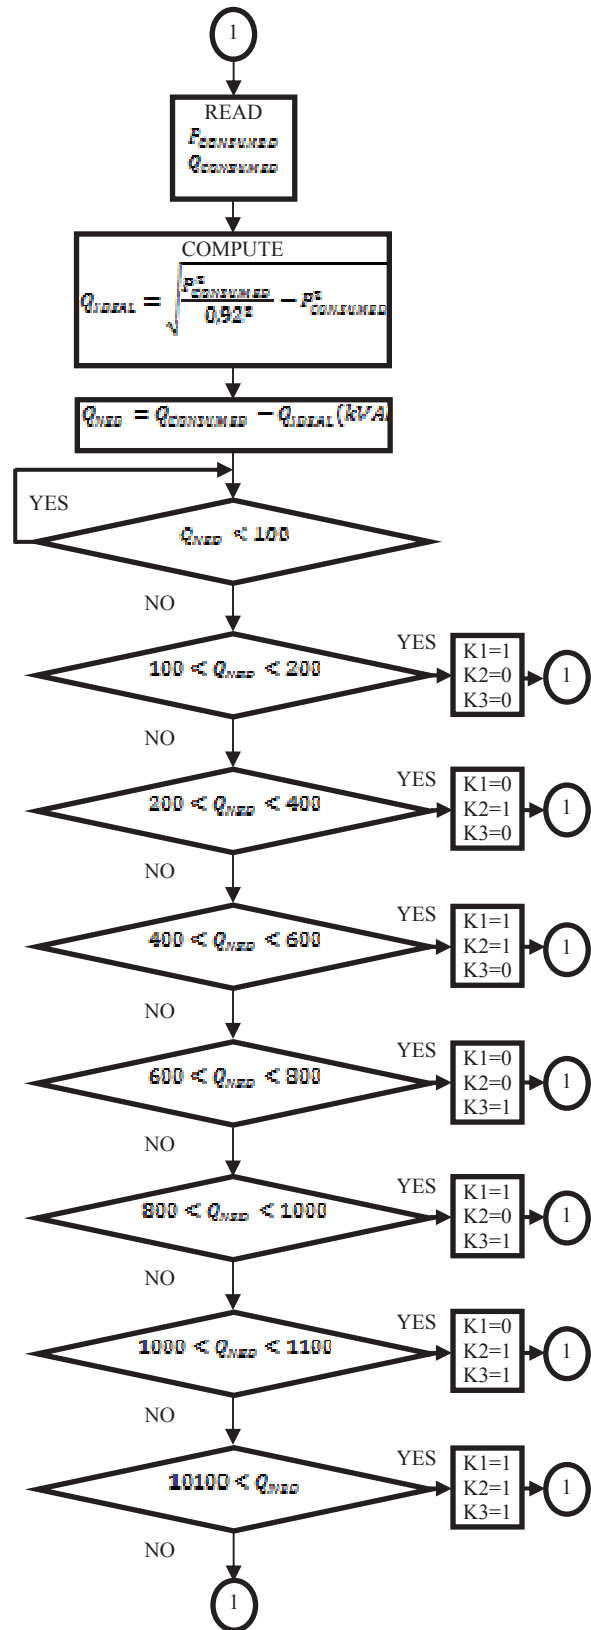 1
READ
P_CONSUMED
Q_CONSUMED
COMPUTE
Q_IDEAL = √(P²_CONSUMED / 0,92² − P²_CONSUMED
Q_NED = Q_CONSUMED − Q_IDEAL (kVA
YES
Q_NED < 100
NO
100 < Q_NED < 200
YES
K1=1
K2=0
K3=0
1
NO
200 < Q_NED < 400
YES
K1=0
K2=1
K3=0
1
NO
400 < Q_NED < 600
YES
K1=1
K2=1
K3=0
1
NO
600 < Q_NED < 800
YES
K1=0
K2=0
K3=1
1
NO
800 < Q_NED < 1000
YES
K1=1
K2=0
K3=1
1
NO
1000 < Q_NED < 1100
YES
K1=0
K2=1
K3=1
1
NO
10100 < Q_NED
YES
K1=1
K2=1
K3=1
1
NO
1